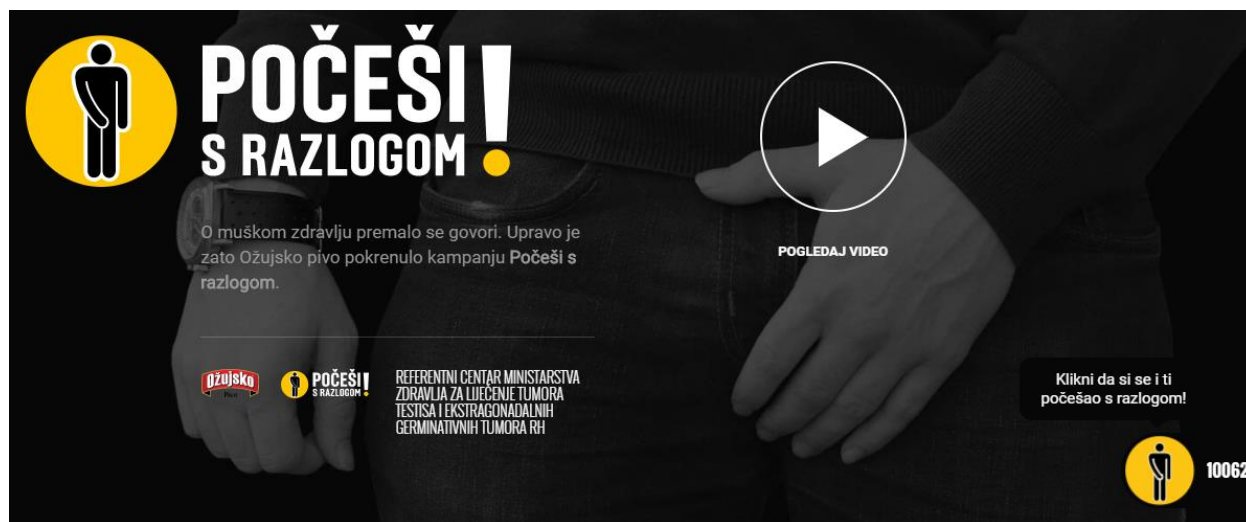 POČEŠI!
S RAZLOGOM
O muškom zdravlju premalo se govori. Upravo je
zato Ožujsko pivo pokrenulo kampanju Počeši s
razlogom.
POGLEDAJ VIDEO
Ožujsko
Pivo
POČEŠI!
S RAZLOGOM
REFERENTNI CENTAR MINISTARSTVA
ZDRAVLJA ZA LIJEČENJE TUMORA
TESTISA I EKSTRAGONADALNIH
GERMINATIVNIH TUMORA RH
Klikni da si se i ti
počešao s razlogom!
10062